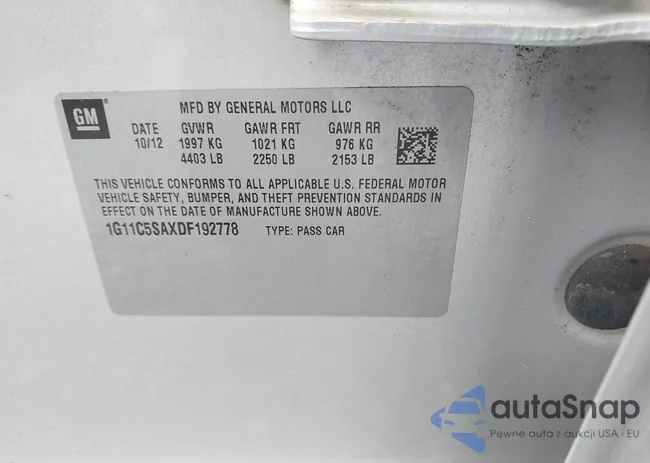 GM
MFD BY GENERAL MOTORS LLC
DATE GVWR GAWR FRT GAWR RR
10/12 1997 KG 1021 KG 976 KG
4403 LB 2250 LB 2153 LB
THIS VEHICLE CONFORMS TO ALL APPLICABLE U.S. FEDERAL MOTOR
VEHICLE SAFETY, BUMPER, AND THEFT PREVENTION STANDARDS IN
EFFECT ON THE DATE OF MANUFACTURE SHOWN ABOVE.
1G11C5SAXDF192778 TYPE: PASS CAR
autaSnap
Pewne auta z aukcji USA i EU